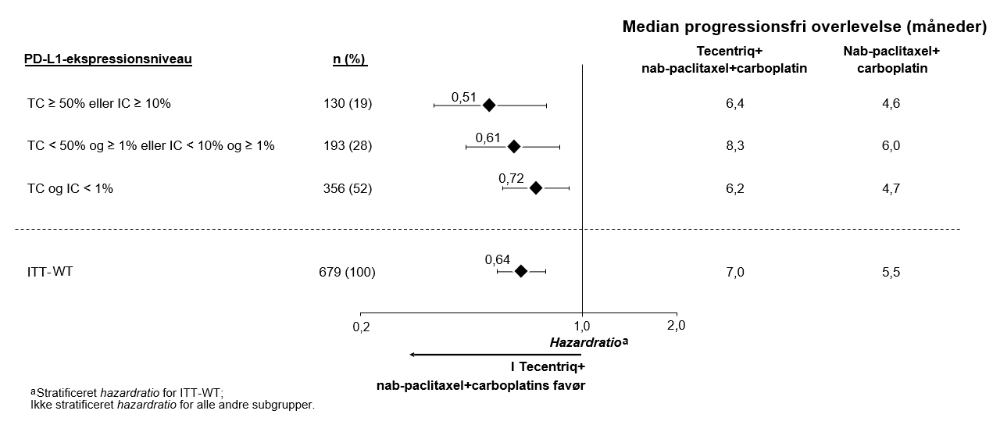 Median progressionsfri overlevelse (måneder)
PD-L1-ekspressionsniveau n (%) Tecentriq+ nab-paclitaxel+carboplatin Nab-paclitaxel+ carboplatin
TC ≥ 50% eller IC ≥ 10% 130 (19) 0,51 6,4 4,6
TC < 50% og ≥ 1% eller IC < 10% og ≥ 1% 193 (28) 0,61 8,3 6,0
TC og IC < 1% 356 (52) 0,72 6,2 4,7
ITT-WT 679 (100) 0,64 7,0 5,5
0,2 1,0 2,0
Hazardratioª
I Tecentriq+
nab-paclitaxel+carboplatins favør
ªStratificeret hazardratio for ITT-WT;
Ikke stratificeret hazardratio for alle andre subgrupper.